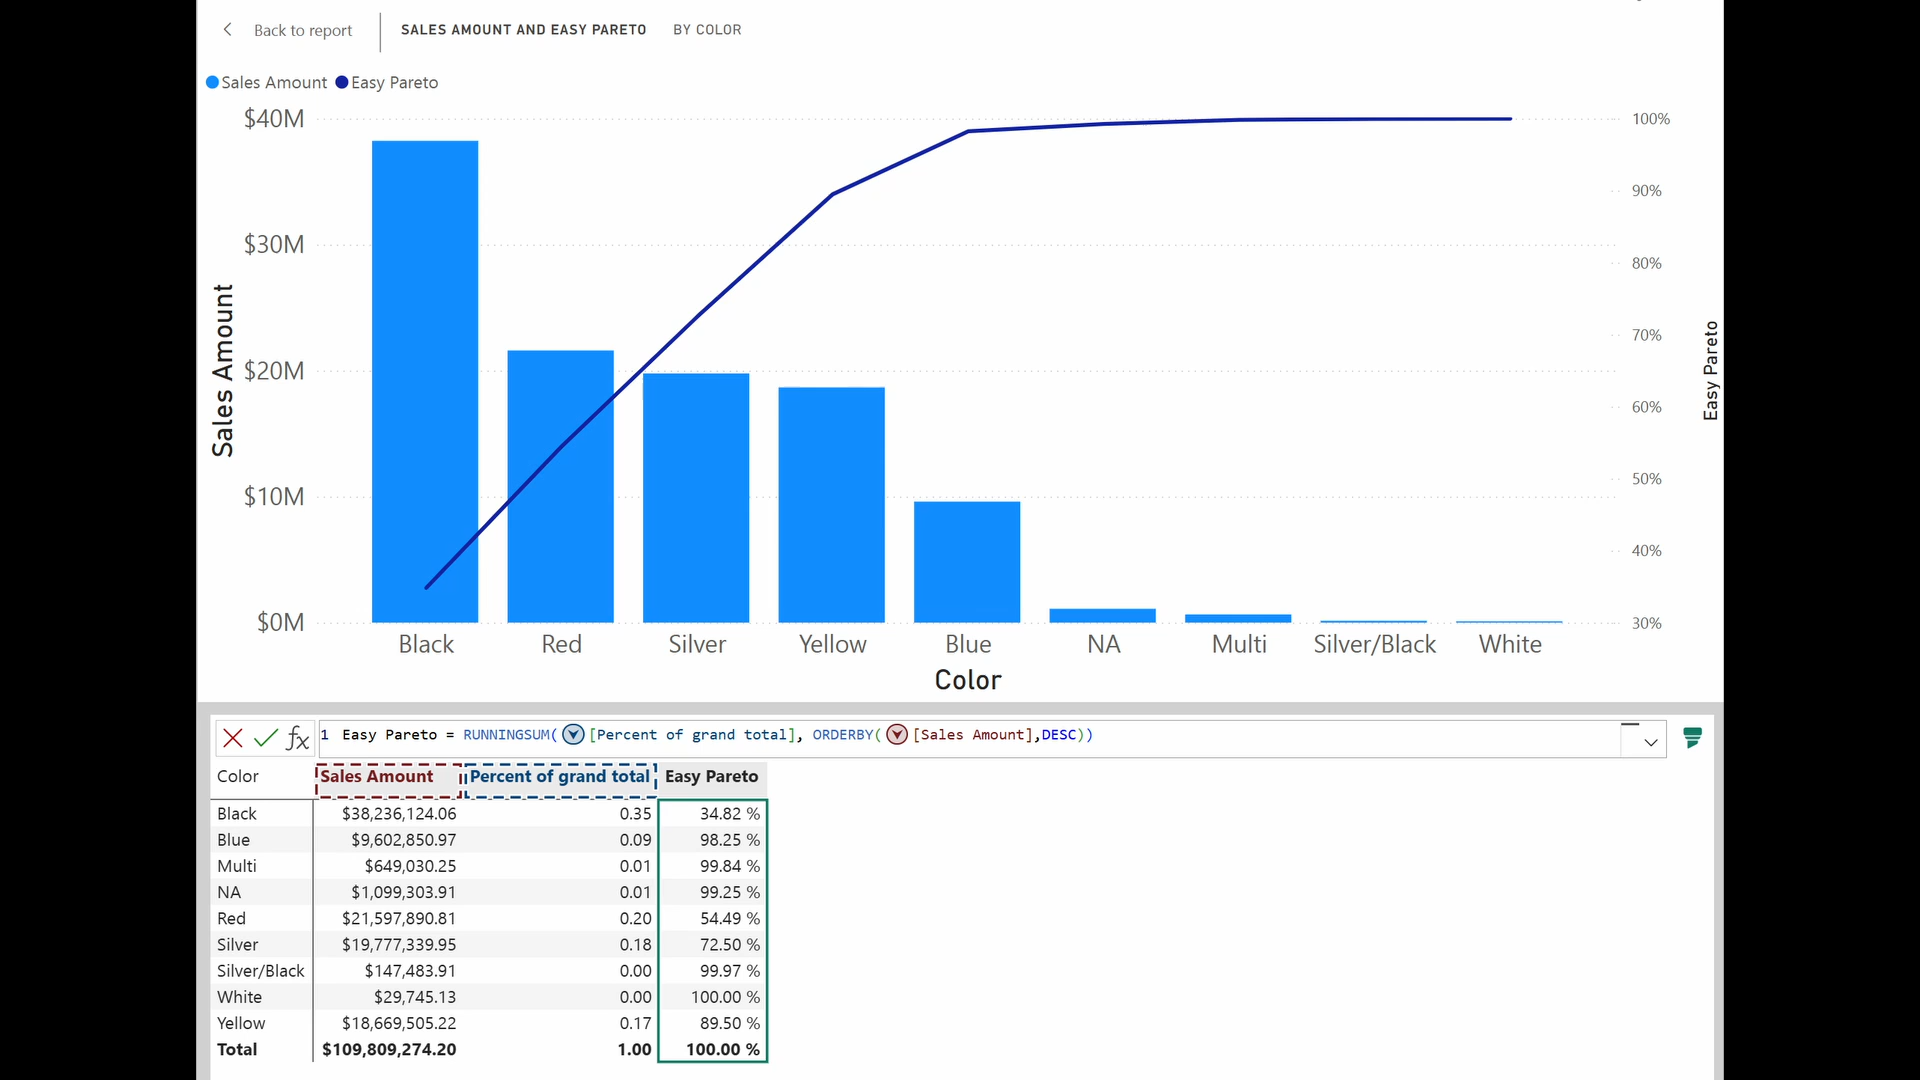 Back to report
SALES AMOUNT AND EASY PARETO BY COLOR
Sales Amount Easy Pareto
$40M
$30M
$20M
$10M
$0M
Sales Amount
100%
90%
80%
70%
60%
50%
40%
30%
Easy Pareto
Black Red Silver Yellow Blue NA Multi Silver/Black White
Color
fx 1 Easy Pareto = RUNNINGSUM( [Percent of grand total], ORDERBY( [Sales Amount],DESC))
Color Sales Amount Percent of grand total Easy Pareto
Black $38,236,124.06 0.35 34.82 %
Blue $9,602,850.97 0.09 98.25 %
Multi $649,030.25 0.01 99.84 %
NA $1,099,303.91 0.01 99.25 %
Red $21,597,890.81 0.20 54.49 %
Silver $19,777,339.95 0.18 72.50 %
Silver/Black $147,483.91 0.00 99.97 %
White $29,745.13 0.00 100.00 %
Yellow $18,669,505.22 0.17 89.50 %
Total $109,809,274.20 1.00 100.00 %